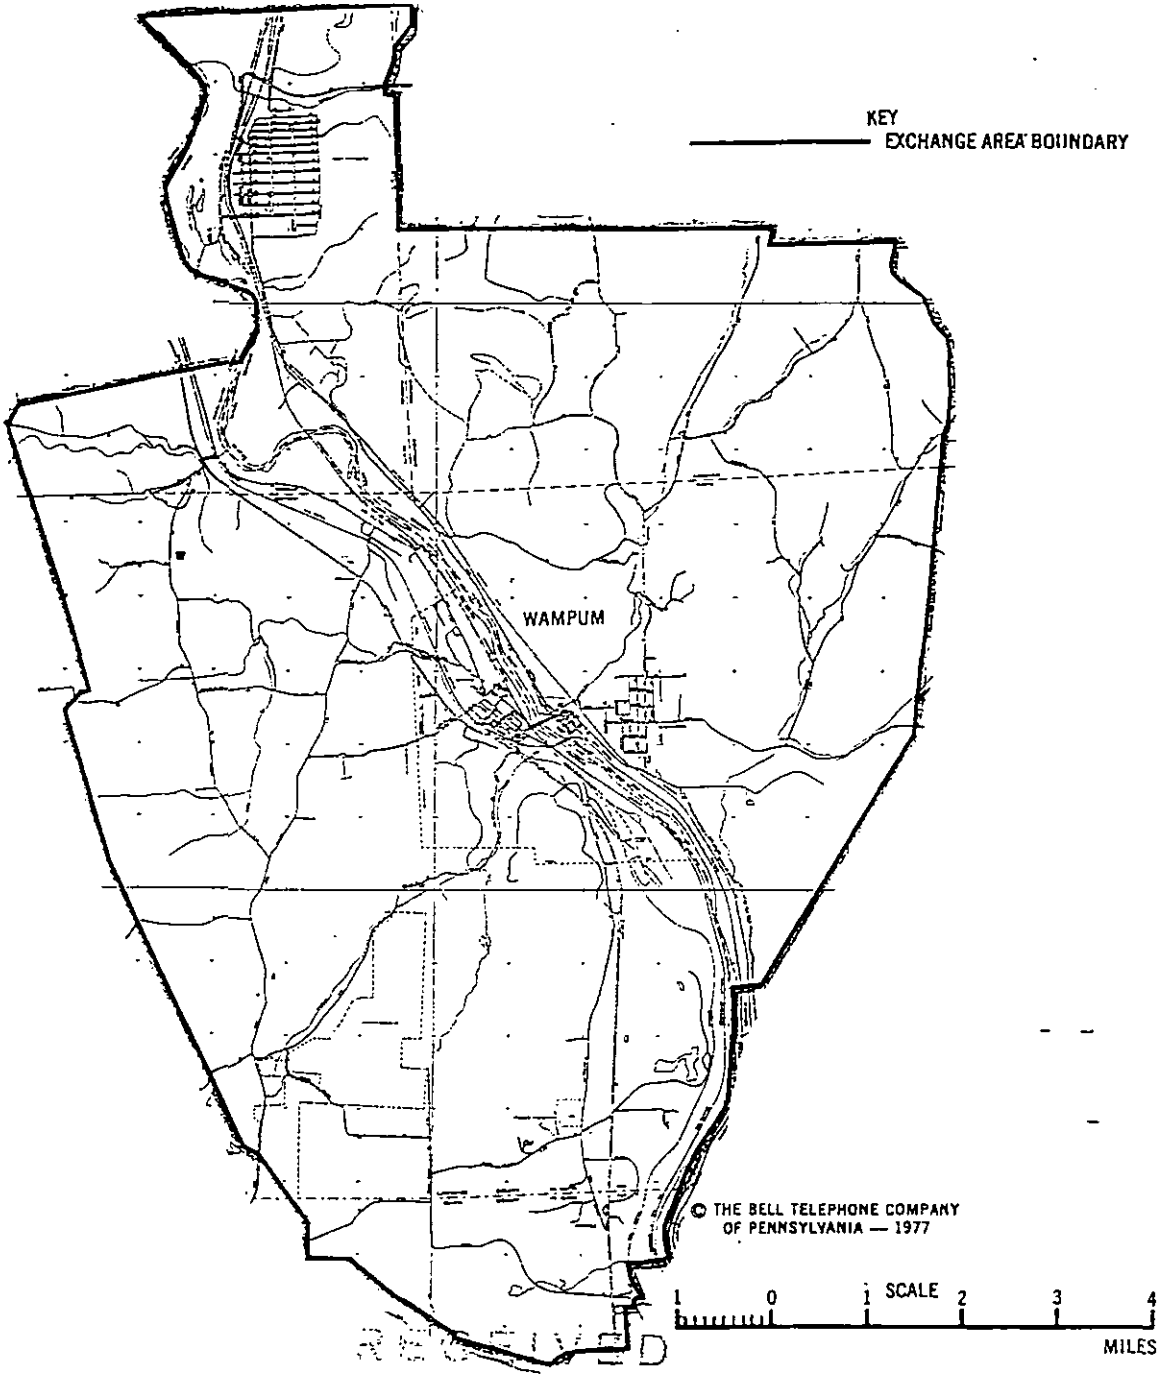 KEY
EXCHANGE AREA BOUNDARY
WAMPUM
© THE BELL TELEPHONE COMPANY
OF PENNSYLVANIA — 1977
SCALE
1 0 1 2 3 4
MILES
RECEIVED